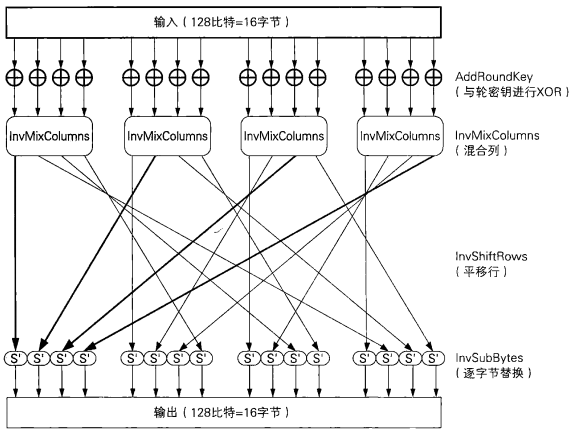 输入（128比特=16字节）
AddRoundKey
（与轮密钥进行XOR）
InvMixColumns InvMixColumns InvMixColumns InvMixColumns
InvMixColumns
（混合列）
InvShiftRows
（平移行）
S' S' S' S' S' S' S' S' S' S' S' S' S' S' S' S'
InvSubBytes
（逐字节替换）
输出（128比特=16字节）